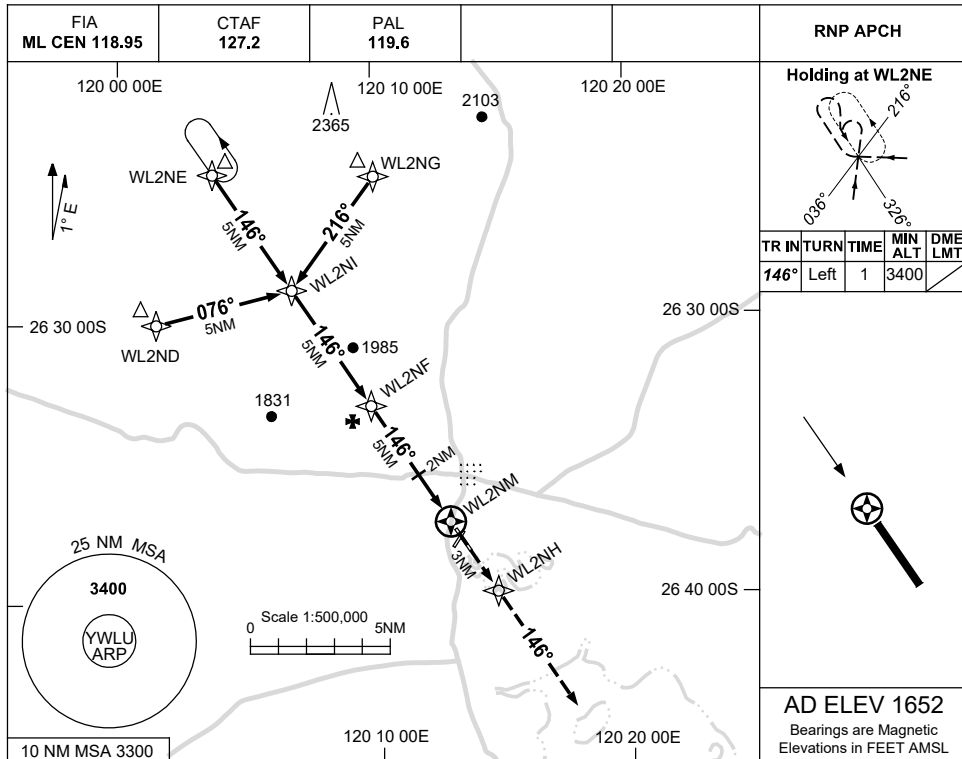 FIA
ML CEN 118.95
CTAF
127.2
PAL
119.6
RNP APCH
120 00 00E
120 10 00E
120 20 00E
2365
2103
WL2NE
WL2NG
146°
5NM
216°
5NM
1° E
WL2NI
076°
5NM
26 30 00S
26 30 00S
WL2ND
146°
5NM
1985
WL2NF
1831
146°
5NM
2NM
WL2NM
3NM
WL2NH
26 40 00S
146°
25 NM MSA
3400
YWLU
ARP
Scale 1:500,000
0
5NM
10 NM MSA 3300
120 10 00E
120 20 00E
Holding at WL2NE
216°
036°
326°
TR IN TURN TIME MIN ALT DME LMT
146° Left 1 3400
AD ELEV 1652
Bearings are Magnetic
Elevations in FEET AMSL